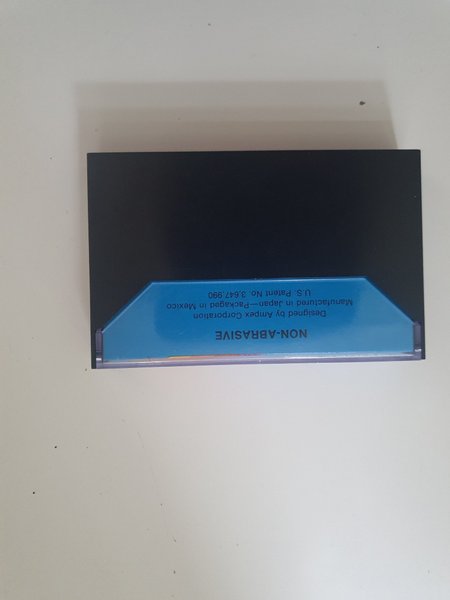 NON-ABRASIVE
Designed by Ampex Corporation
Manufactured in Japan—Packaged in Mexico
U.S. Patent No. 3,647,990